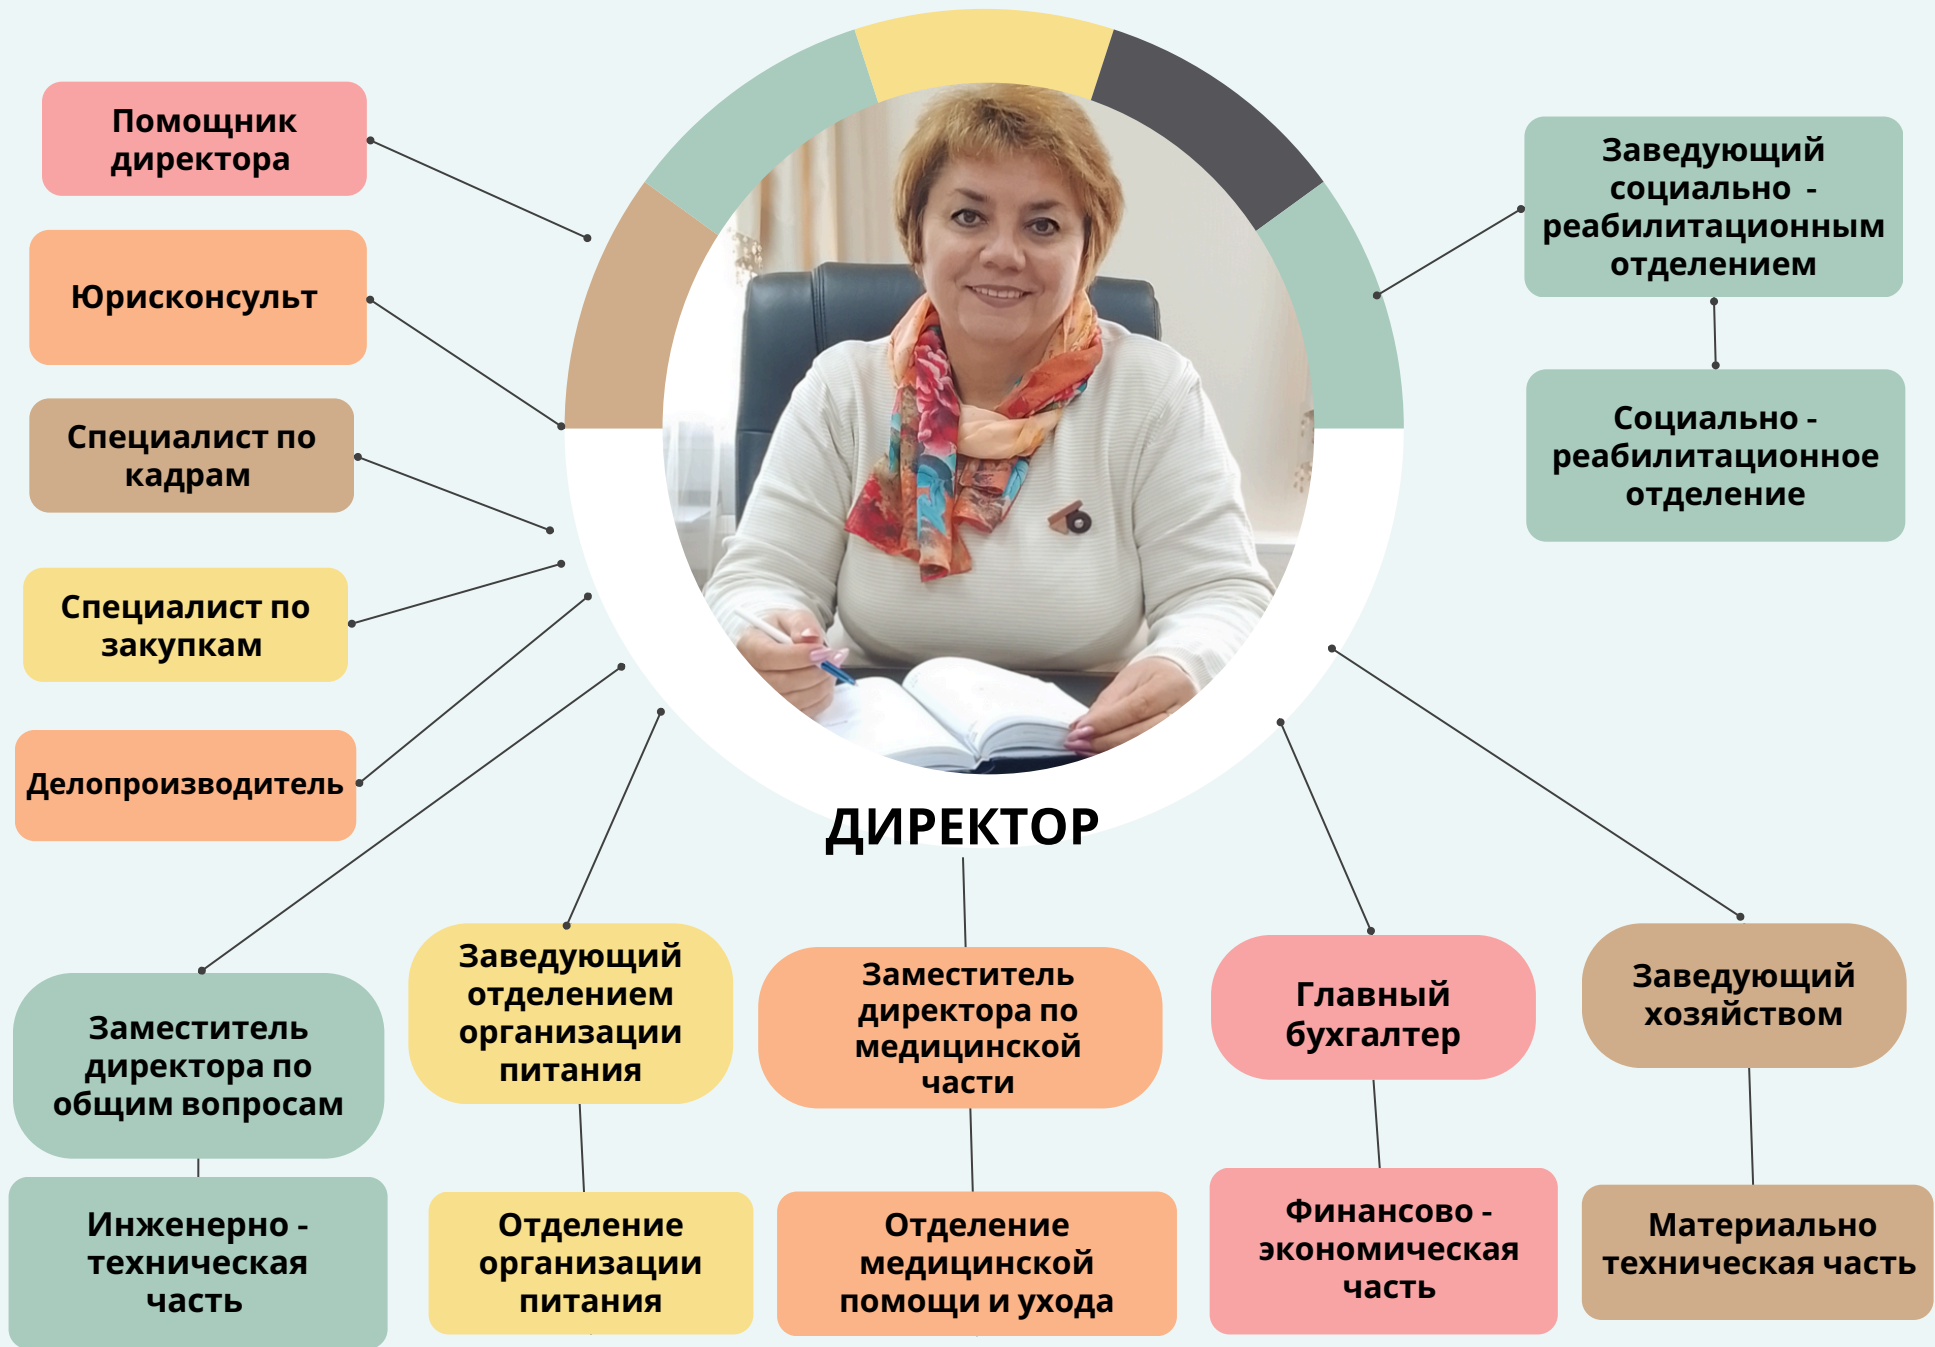 Помощник
директора
Юрисконсульт
Специалист по
кадрам
Специалист по
закупкам
Делопроизводитель
Заведующий
социально -
реабилитационным
отделением
Социально -
реабилитационное
отделение
ДИРЕКТОР
Заместитель
директора по
общим вопросам
Инженерно -
техническая
часть
Заведующий
отделением
организации
питания
Отделение
организации
питания
Заместитель
директора по
медицинской
части
Отделение
медицинской
помощи и ухода
Главный
бухгалтер
Финансово -
экономическая
часть
Заведующий
хозяйством
Материально
техническая часть